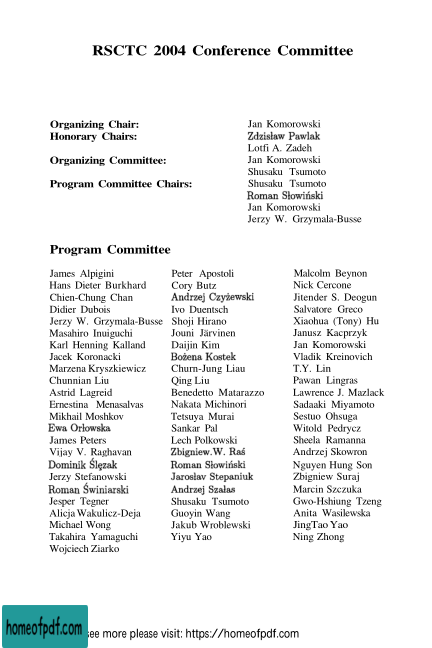 RSCTC 2004 Conference Committee
Organizing Chair: Jan Komorowski
Honorary Chairs: Zdzisław Pawlak
Lotfi A. Zadeh
Organizing Committee: Jan Komorowski
Shusaku Tsumoto
Program Committee Chairs: Shusaku Tsumoto
Roman Słowiński
Jan Komorowski
Jerzy W. Grzymala-Busse
Program Committee
James Alpigini
Hans Dieter Burkhard
Chien-Chung Chan
Didier Dubois
Jerzy W. Grzymala-Busse
Masahiro Inuiguchi
Karl Henning Kalland
Jacek Koronacki
Marzena Kryszkiewicz
Chunnian Liu
Astrid Lagreid
Ernestina Menasalvas
Mikhail Moshkov
Ewa Orłowska
James Peters
Vijay V. Raghavan
Dominik Ślęzak
Jerzy Stefanowski
Roman Świniarski
Jesper Tegner
Alicja Wakulicz-Deja
Michael Wong
Takahira Yamaguchi
Wojciech Ziarko
Peter Apostoli
Cory Butz
Andrzej Czyżewski
Ivo Duentsch
Shoji Hirano
Jouni Järvinen
Daijin Kim
Bożena Kostek
Churn-Jung Liau
Qing Liu
Benedetto Matarazzo
Nakata Michinori
Tetsuya Murai
Sankar Pal
Lech Polkowski
Zbigniew.W. Raś
Roman Słowiński
Jarosław Stepaniuk
Andrzej Szałas
Shusaku Tsumoto
Guoyin Wang
Jakub Wroblewski
Yiyu Yao
Malcolm Beynon
Nick Cercone
Jitender S. Deogun
Salvatore Greco
Xiaohua (Tony) Hu
Janusz Kacprzyk
Jan Komorowski
Vladik Kreinovich
T.Y. Lin
Pawan Lingras
Lawrence J. Mazlack
Sadaaki Miyamoto
Sestuo Ohsuga
Witold Pedrycz
Sheela Ramanna
Andrzej Skowron
Nguyen Hung Son
Zbigniew Suraj
Marcin Szczuka
Gwo-Hshiung Tzeng
Anita Wasilewska
JingTao Yao
Ning Zhong
homeofpdf.com
see more please visit: https://homeofpdf.com